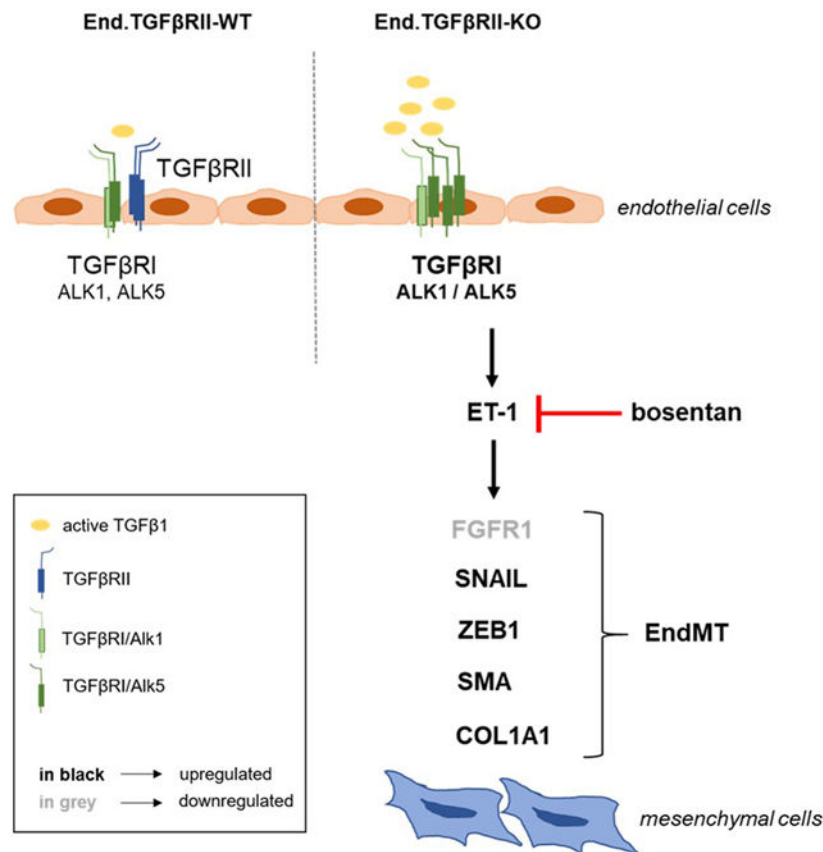 End.TGFβRII-WT
End.TGFβRII-KO
TGFβRII
endothelial cells
TGFβRI
ALK1, ALK5
TGFβRI
ALK1 / ALK5
ET-1
bosentan
FGFR1
SNAIL
ZEB1
SMA
COL1A1
EndMT
mesenchymal cells
active TGFβ1
TGFβRII
TGFβRI/Alk1
TGFβRI/Alk5
in black upregulated
in grey downregulated